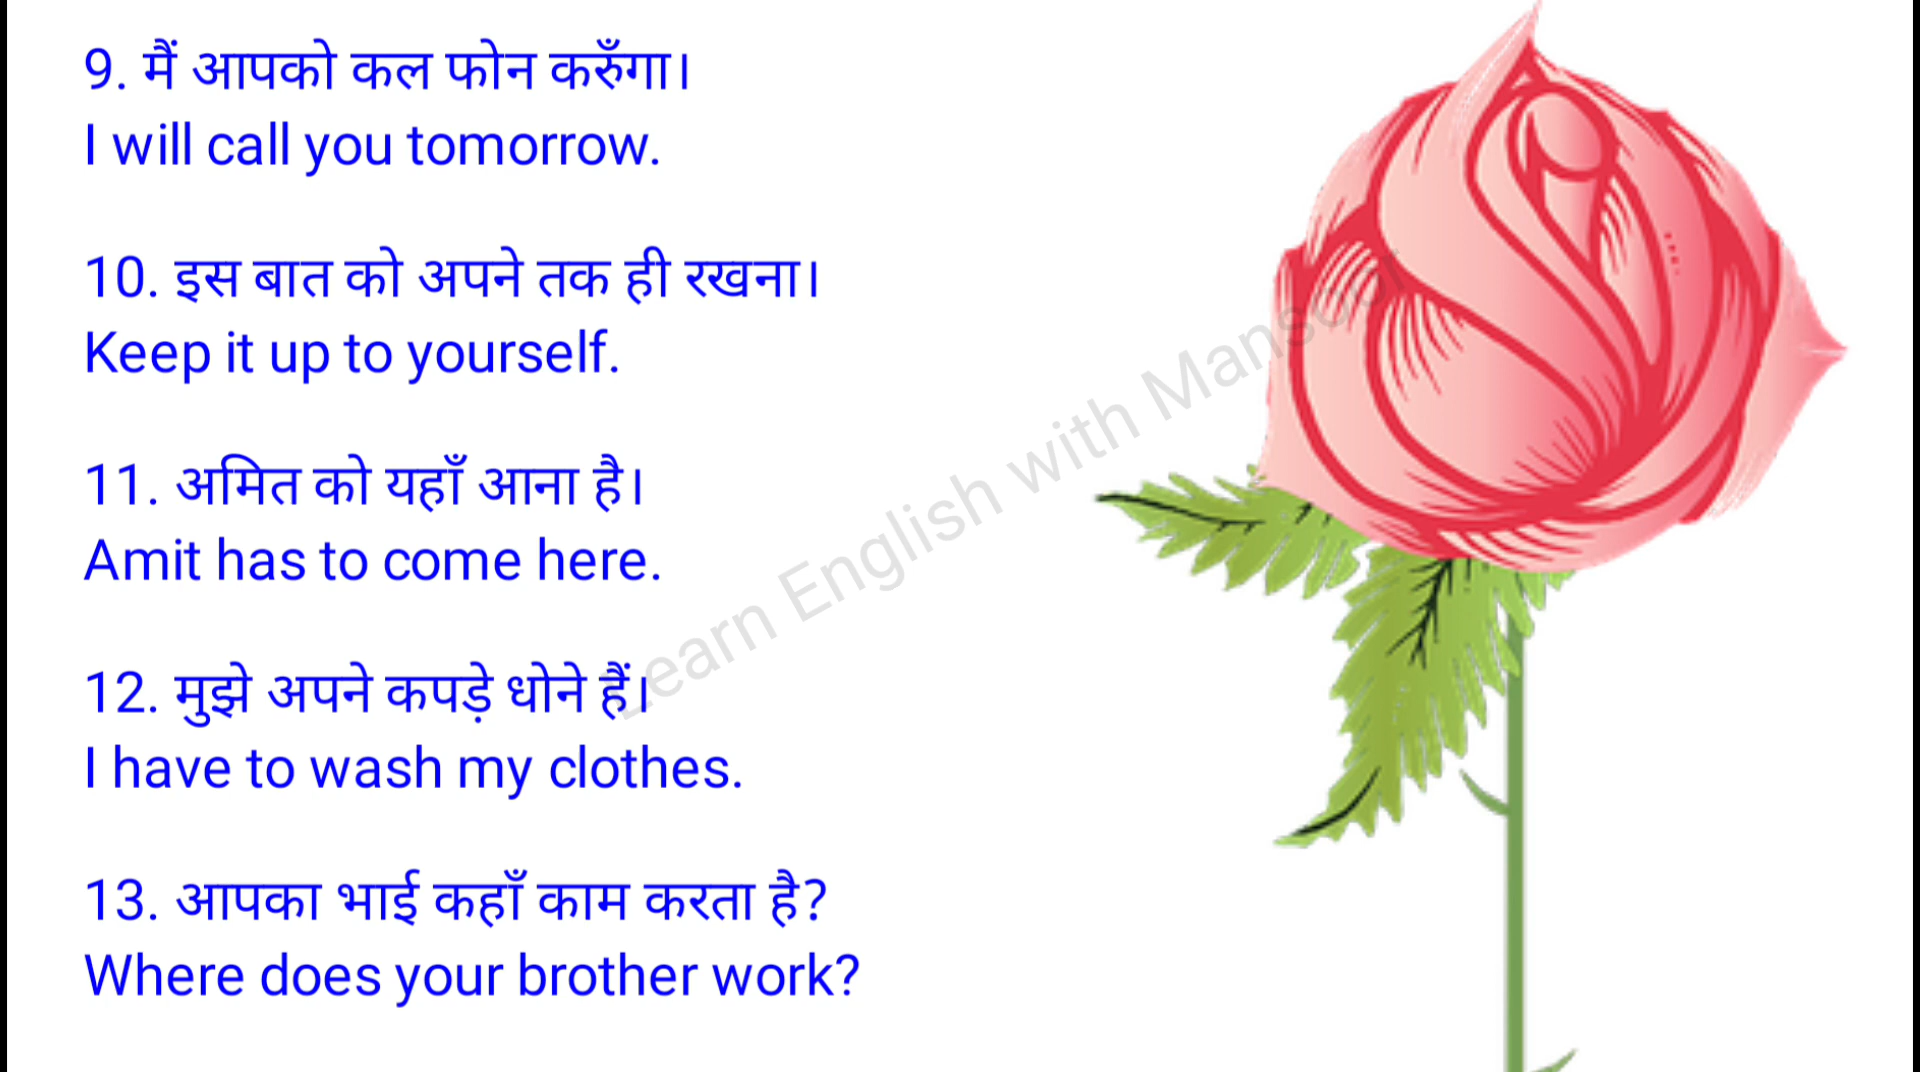 9. मैं आपको कल फोन करुँगा।
I will call you tomorrow.
10. इस बात को अपने तक ही रखना।
Keep it up to yourself.
11. अमित को यहाँ आना है।
Amit has to come here.
12. मुझे अपने कपड़े धोने हैं।
I have to wash my clothes.
13. आपका भाई कहाँ काम करता है?
Where does your brother work?
Learn English with Mansoor